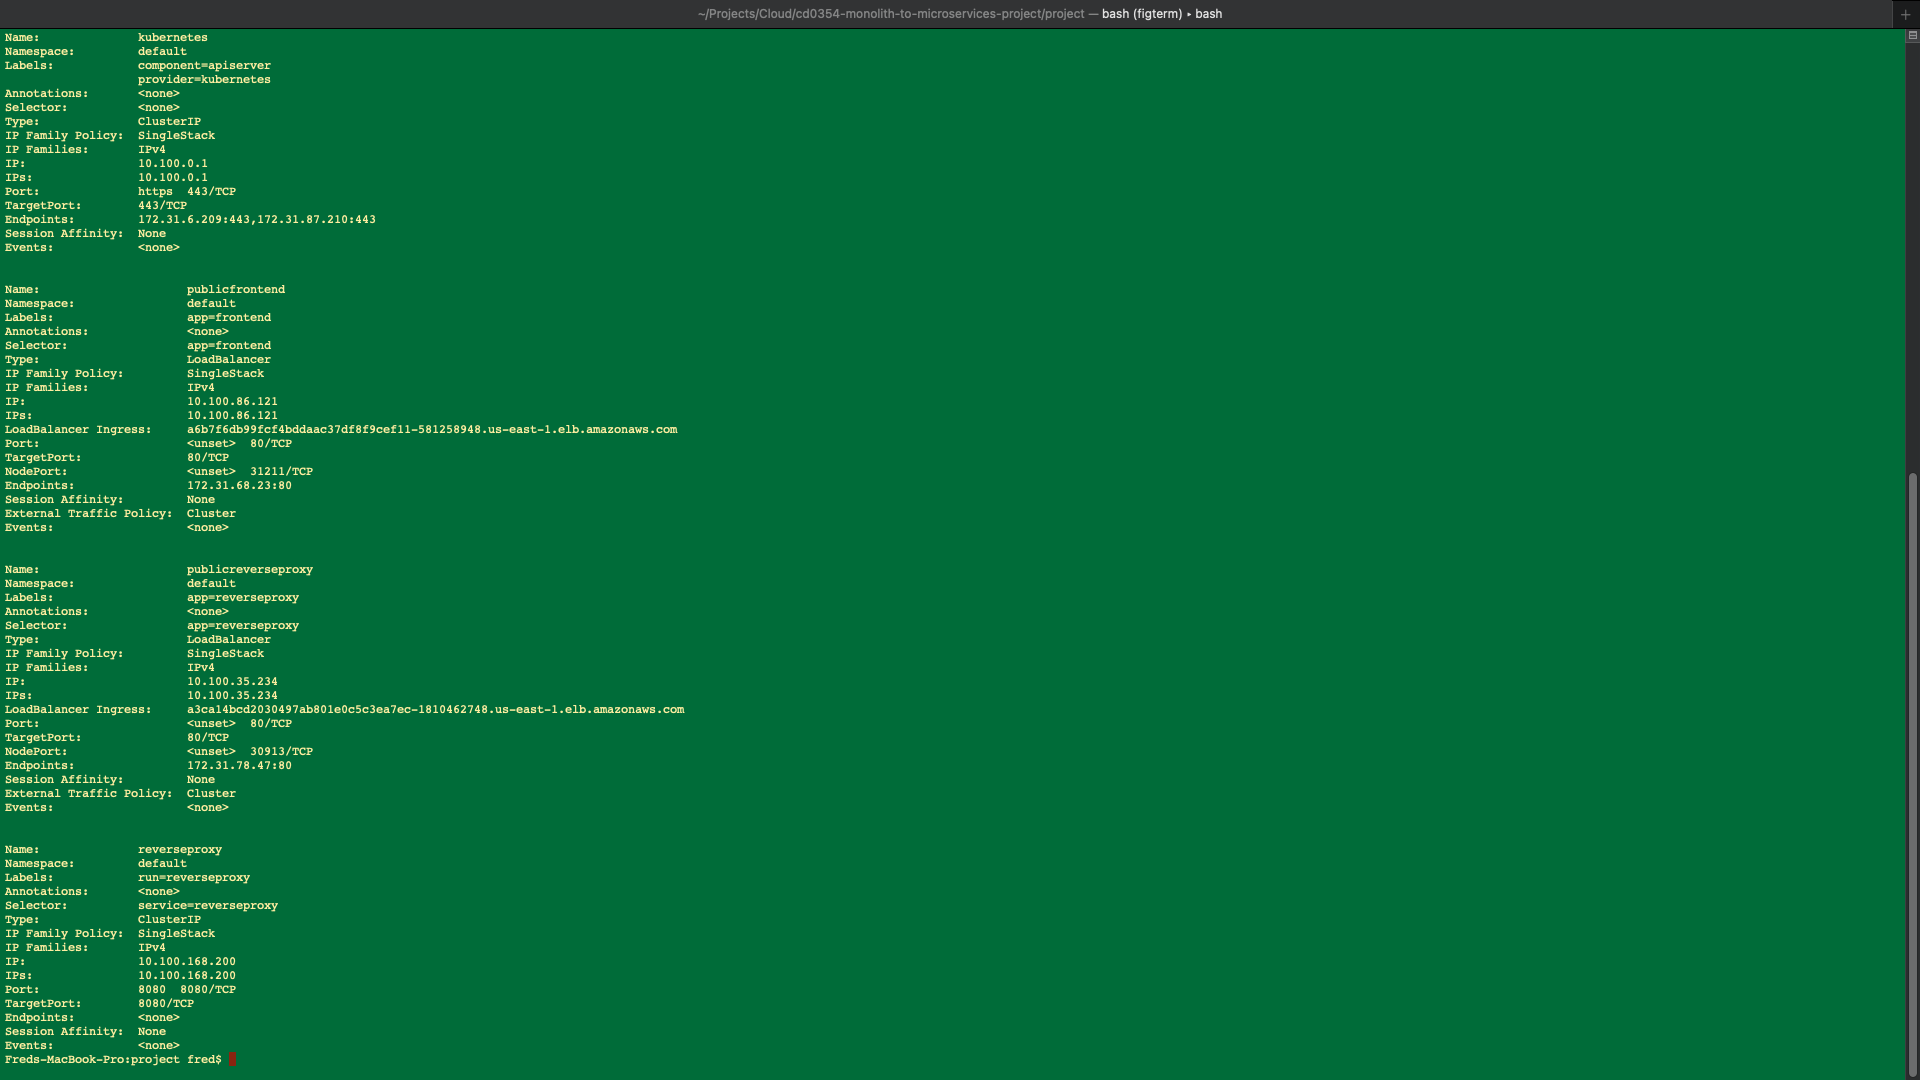 ~/Projects/Cloud/cd0354-monolith-to-microservices-project/project — bash (figterm) ▸ bash
Name:              kubernetes
Namespace:         default
Labels:            component=apiserver
                   provider=kubernetes
Annotations:       <none>
Selector:          <none>
Type:              ClusterIP
IP Family Policy:  SingleStack
IP Families:       IPv4
IP:                10.100.0.1
IPs:               10.100.0.1
Port:              https  443/TCP
TargetPort:        443/TCP
Endpoints:         172.31.6.209:443,172.31.87.210:443
Session Affinity:  None
Events:            <none>
Name:                     publicfrontend
Namespace:                default
Labels:                   app=frontend
Annotations:              <none>
Selector:                 app=frontend
Type:                     LoadBalancer
IP Family Policy:         SingleStack
IP Families:              IPv4
IP:                       10.100.86.121
IPs:                      10.100.86.121
LoadBalancer Ingress:     a6b7f6db99fcf4bddaac37df8f9cef11-581258948.us-east-1.elb.amazonaws.com
Port:                     <unset>  80/TCP
TargetPort:               80/TCP
NodePort:                 <unset>  31211/TCP
Endpoints:                172.31.68.23:80
Session Affinity:         None
External Traffic Policy:  Cluster
Events:                   <none>
Name:                     publicreverseproxy
Namespace:                default
Labels:                   app=reverseproxy
Annotations:              <none>
Selector:                 app=reverseproxy
Type:                     LoadBalancer
IP Family Policy:         SingleStack
IP Families:              IPv4
IP:                       10.100.35.234
IPs:                      10.100.35.234
LoadBalancer Ingress:     a3ca14bcd2030497ab801e0c5c3ea7ec-1810462748.us-east-1.elb.amazonaws.com
Port:                     <unset>  80/TCP
TargetPort:               80/TCP
NodePort:                 <unset>  30913/TCP
Endpoints:                172.31.78.47:80
Session Affinity:         None
External Traffic Policy:  Cluster
Events:                   <none>
Name:              reverseproxy
Namespace:         default
Labels:            run=reverseproxy
Annotations:       <none>
Selector:          service=reverseproxy
Type:              ClusterIP
IP Family Policy:  SingleStack
IP Families:       IPv4
IP:                10.100.168.200
IPs:               10.100.168.200
Port:              8080  8080/TCP
TargetPort:        8080/TCP
Endpoints:         <none>
Session Affinity:  None
Events:            <none>
Freds-MacBook-Pro:project fred$